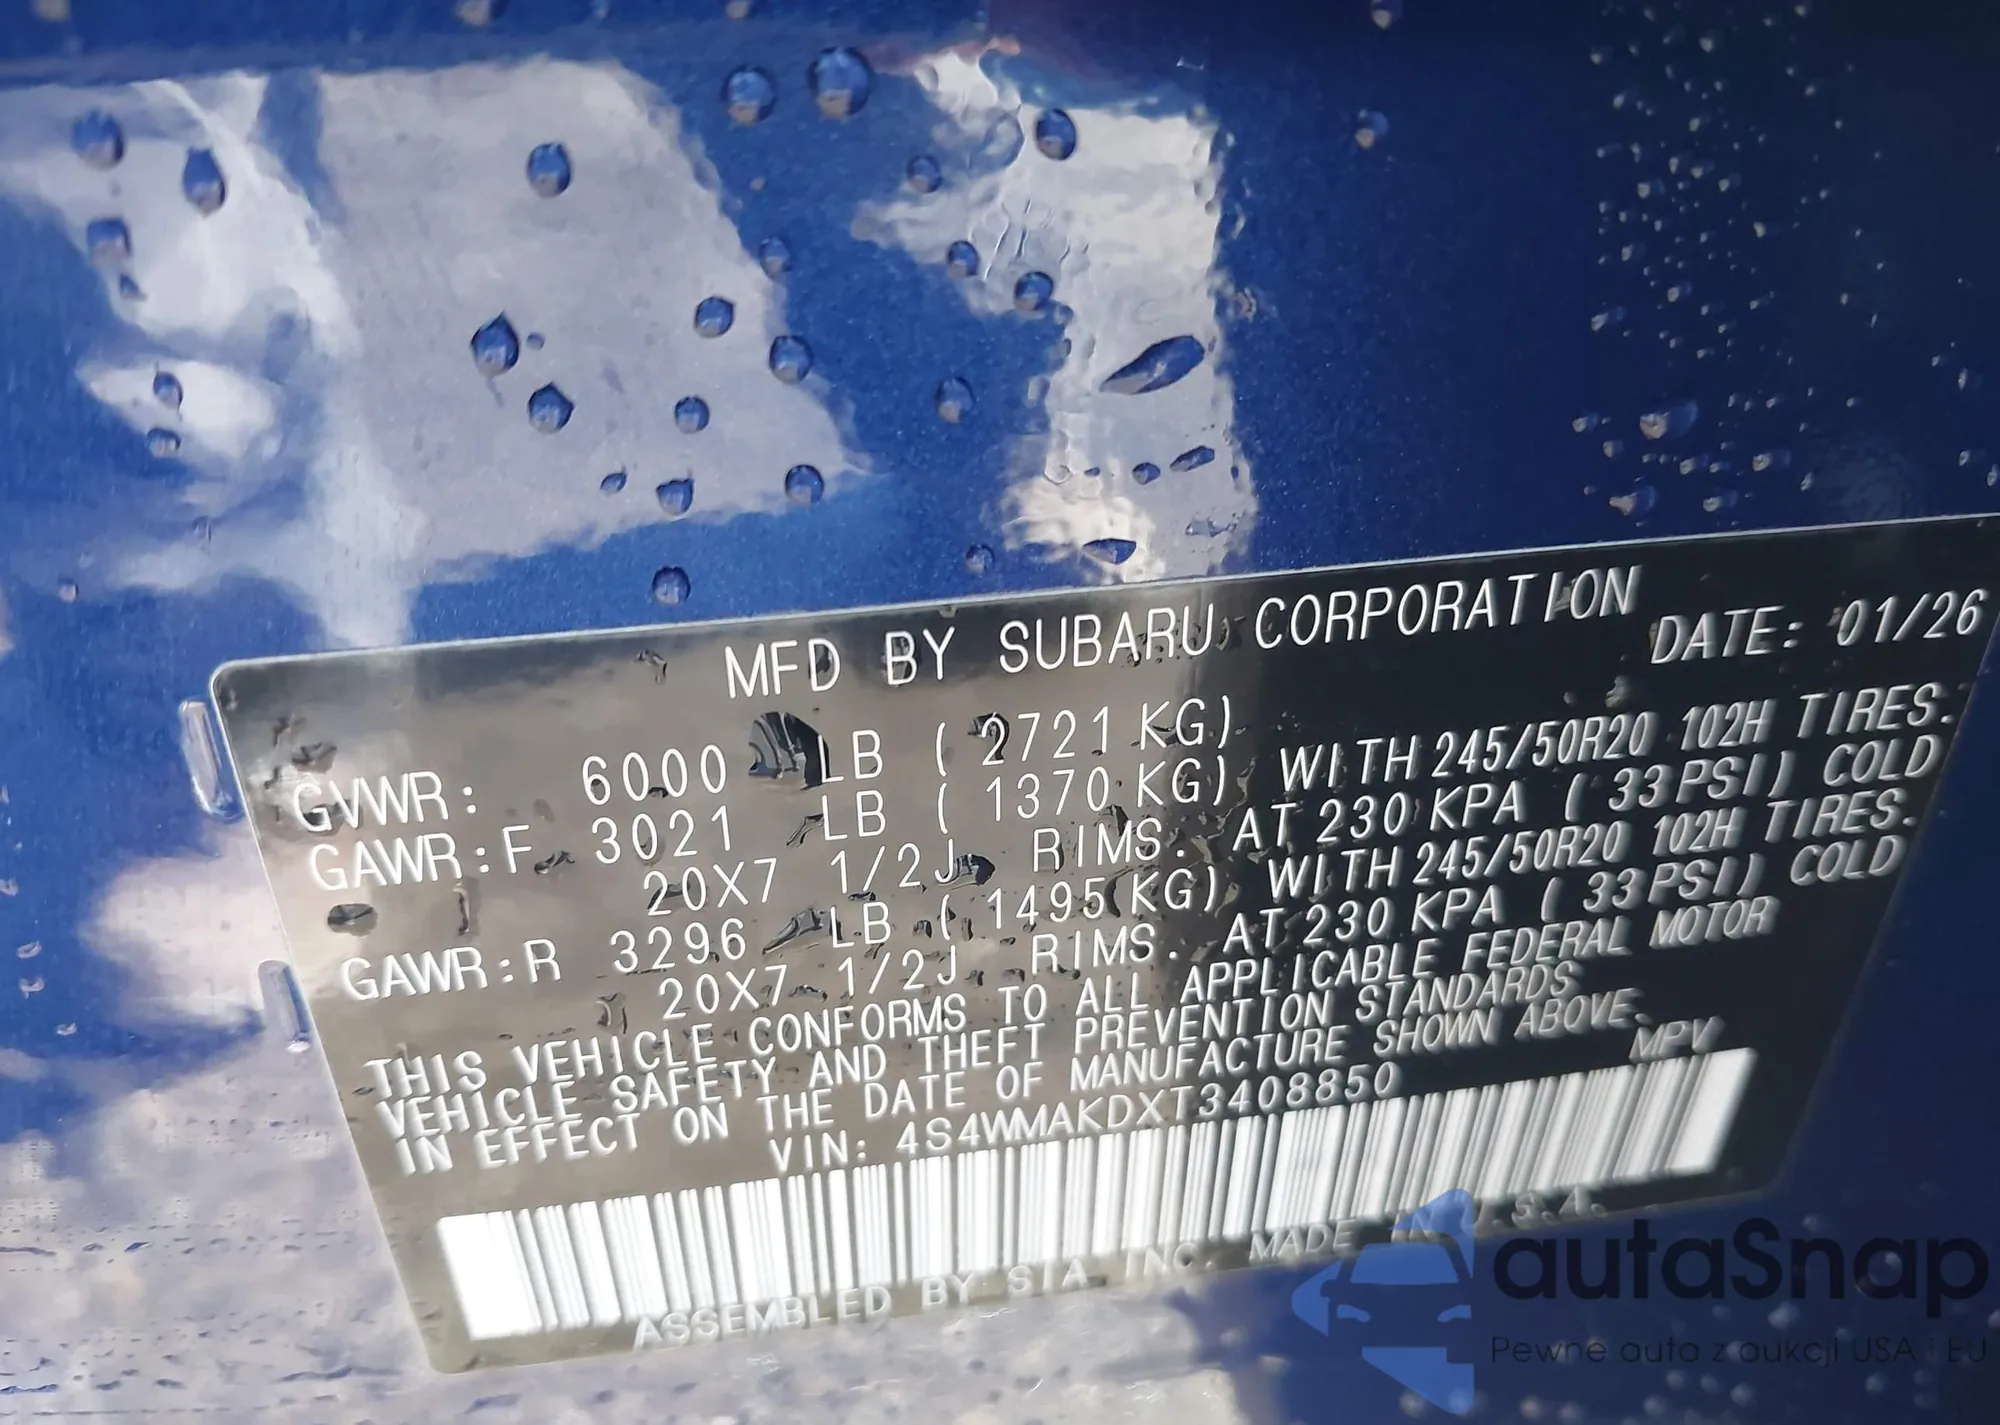 MFD BY SUBARU CORPORATION
DATE: 01/26
GVWR: 6000 LB ( 2721 KG)
GAWR:F 3021 LB ( 1370 KG) WITH 245/50R20 102H TIRES.
20X7 1/2J RIMS. AT 230 KPA ( 33PSI) COLD
GAWR:R 3296 LB ( 1495 KG) WITH 245/50R20 102H TIRES.
20X7 1/2J RIMS. AT 230 KPA ( 33PSI) COLD
THIS VEHICLE CONFORMS TO ALL APPLICABLE FEDERAL MOTOR
VEHICLE SAFETY AND THEFT PREVENTION STANDARDS
IN EFFECT ON THE DATE OF MANUFACTURE SHOWN ABOVE.
VIN: 4S4WMAKDXT3408850 MPV
ASSEMBLED BY SIA INC. MADE IN U.S.A.
autaSnap
Pewne auta z aukcji USA i EU